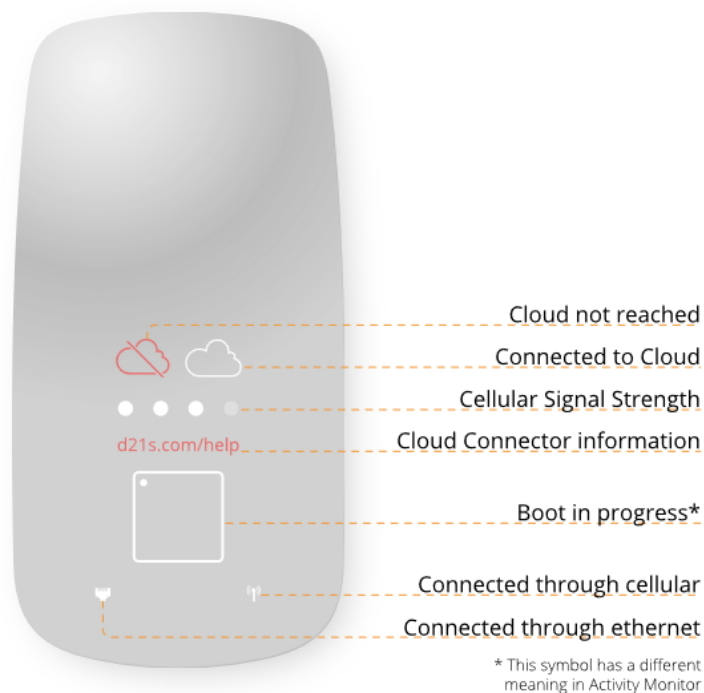 Cloud not reached
Connected to Cloud
Cellular Signal Strength
d21s.com/help
Cloud Connector information
Boot in progress*
Connected through cellular
Connected through ethernet
* This symbol has a different
meaning in Activity Monitor